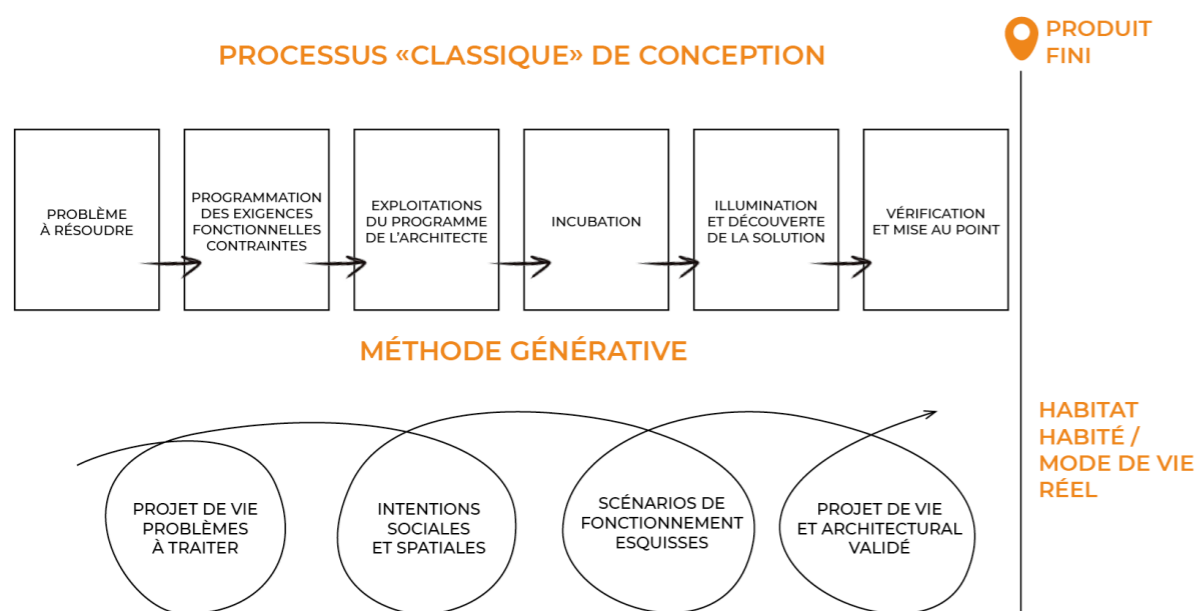 PROCESSUS «CLASSIQUE» DE CONCEPTION
PRODUIT
FINI
PROBLÈME
À RÉSOUDRE
PROGRAMMATION
DES EXIGENCES
FONCTIONNELLES
CONTRAINTES
EXPLOITATIONS
DU PROGRAMME
DE L'ARCHITECTE
INCUBATION
ILLUMINATION
ET DÉCOUVERTE
DE LA SOLUTION
VÉRIFICATION
ET MISE AU POINT
MÉTHODE GÉNÉRATIVE
PROJET DE VIE
PROBLÈMES
À TRAITER
INTENTIONS
SOCIALES
ET SPATIALES
SCÉNARIOS DE
FONCTIONNEMENT
ESQUISSES
PROJET DE VIE
ET ARCHITECTURAL
VALIDÉ
HABITAT
HABITÉ /
MODE DE VIE
RÉEL